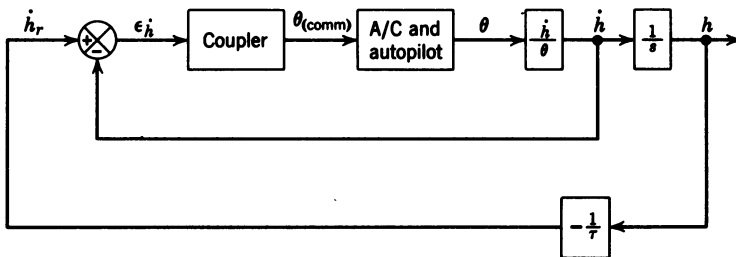 ḣr
+
−
ϵḣ
Coupler
θ(comm)
A/C and
autopilot
θ
ḣ/θ
ḣ
1/s
h
−1/τ